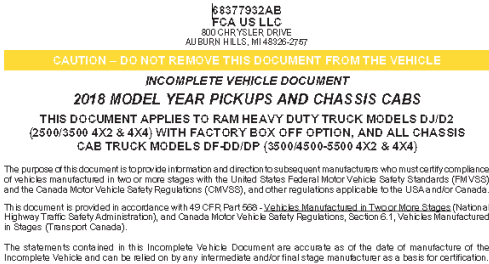 68377932AB
FCA US LLC
800 CHRYSLER DRIVE
AUBURN HILLS, MI 48326-2757
CAUTION – DO NOT REMOVE THIS DOCUMENT FROM THE VEHICLE
INCOMPLETE VEHICLE DOCUMENT
2018 MODEL YEAR PICKUPS AND CHASSIS CABS
THIS DOCUMENT APPLIES TO RAM HEAVY DUTY TRUCK MODELS DJ/D2
{2500/3500 4X2 & 4X4} WITH FACTORY BOX OFF OPTION, AND ALL CHASSIS
CAB TRUCK MODELS DF-DD/DP {3500/4500-5500 4X2 & 4X4}
The purpose of this document is to provide information and direction to subsequent manufacturers who must certify compliance
of vehicles manufactured in two or more stages with the United States Federal Motor Vehicle Safety Standards (FMVSS)
and the Canada Motor Vehicle Safety Regulations (CMVSS), and other regulations applicable to the USA and/or Canada.
This document is provided in accordance with 49 CFR Part 568 - Vehicles Manufactured in Two or More Stages (National
Highway Traffic Safety Administration), and Canada Motor Vehicle Safety Regulations, Section 6.1, Vehicles Manufactured
in Stages (Transport Canada).
The statements contained in this Incomplete Vehicle Document are accurate as of the date of manufacture of the
Incomplete Vehicle and can be relied on by any intermediate and/or final stage manufacturer as a basis for certification.